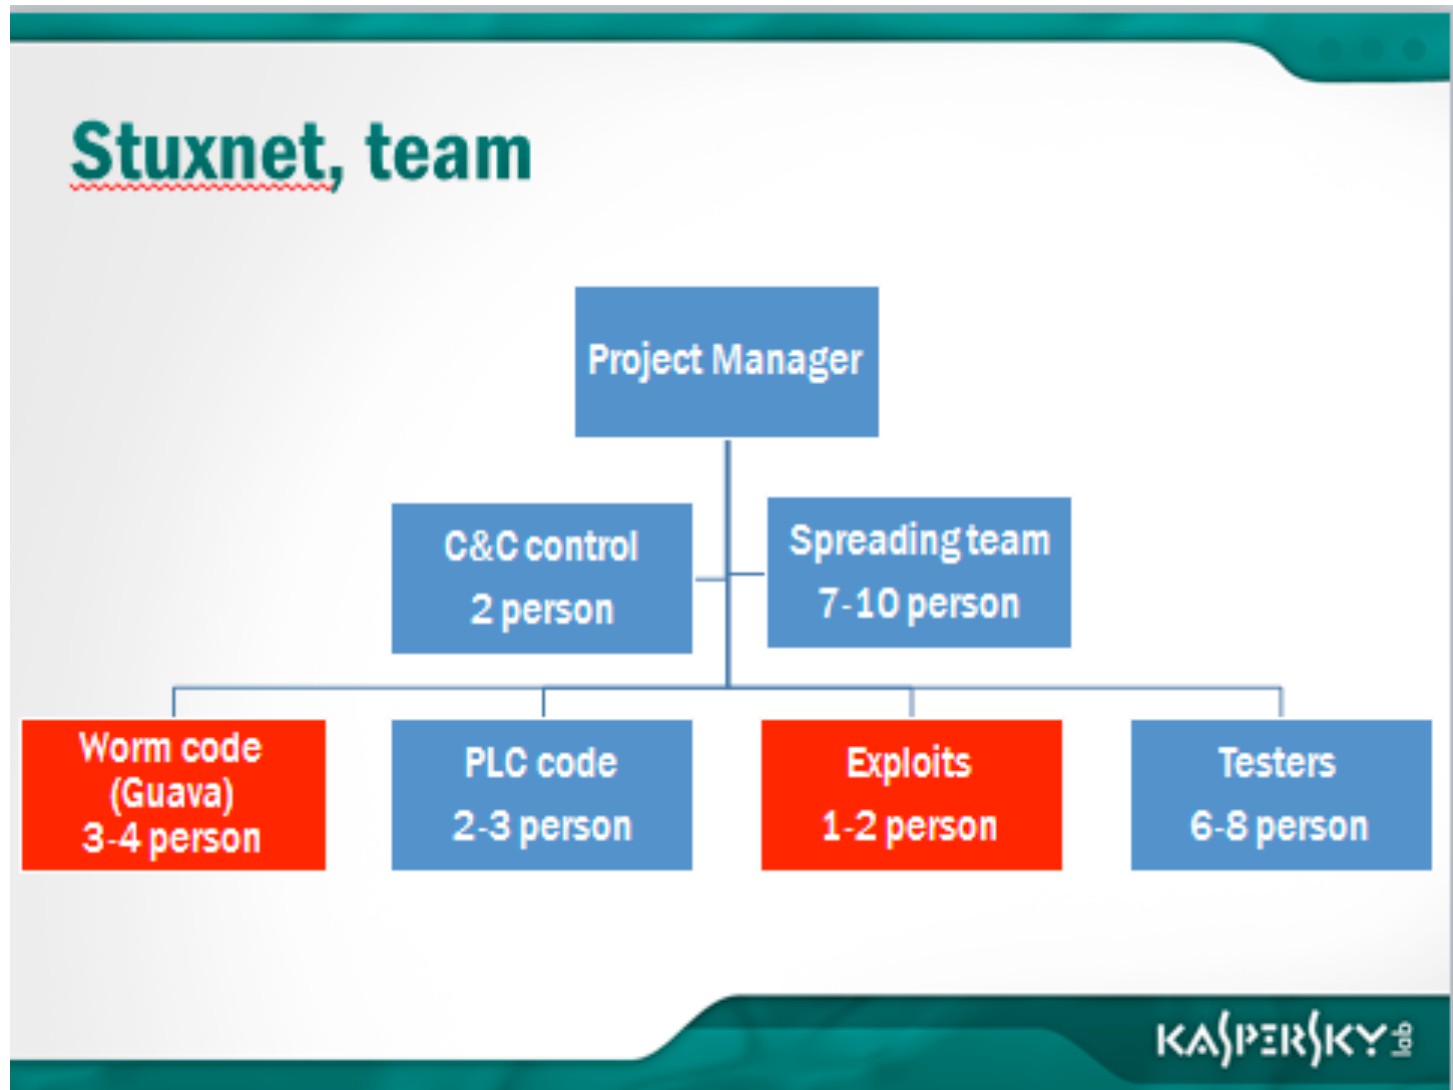 Stuxnet, team
Project Manager
C&C control
2 person
Spreading team
7-10 person
Worm code
(Guava)
3-4 person
PLC code
2-3 person
Exploits
1-2 person
Testers
6-8 person
KASPERSKY lab